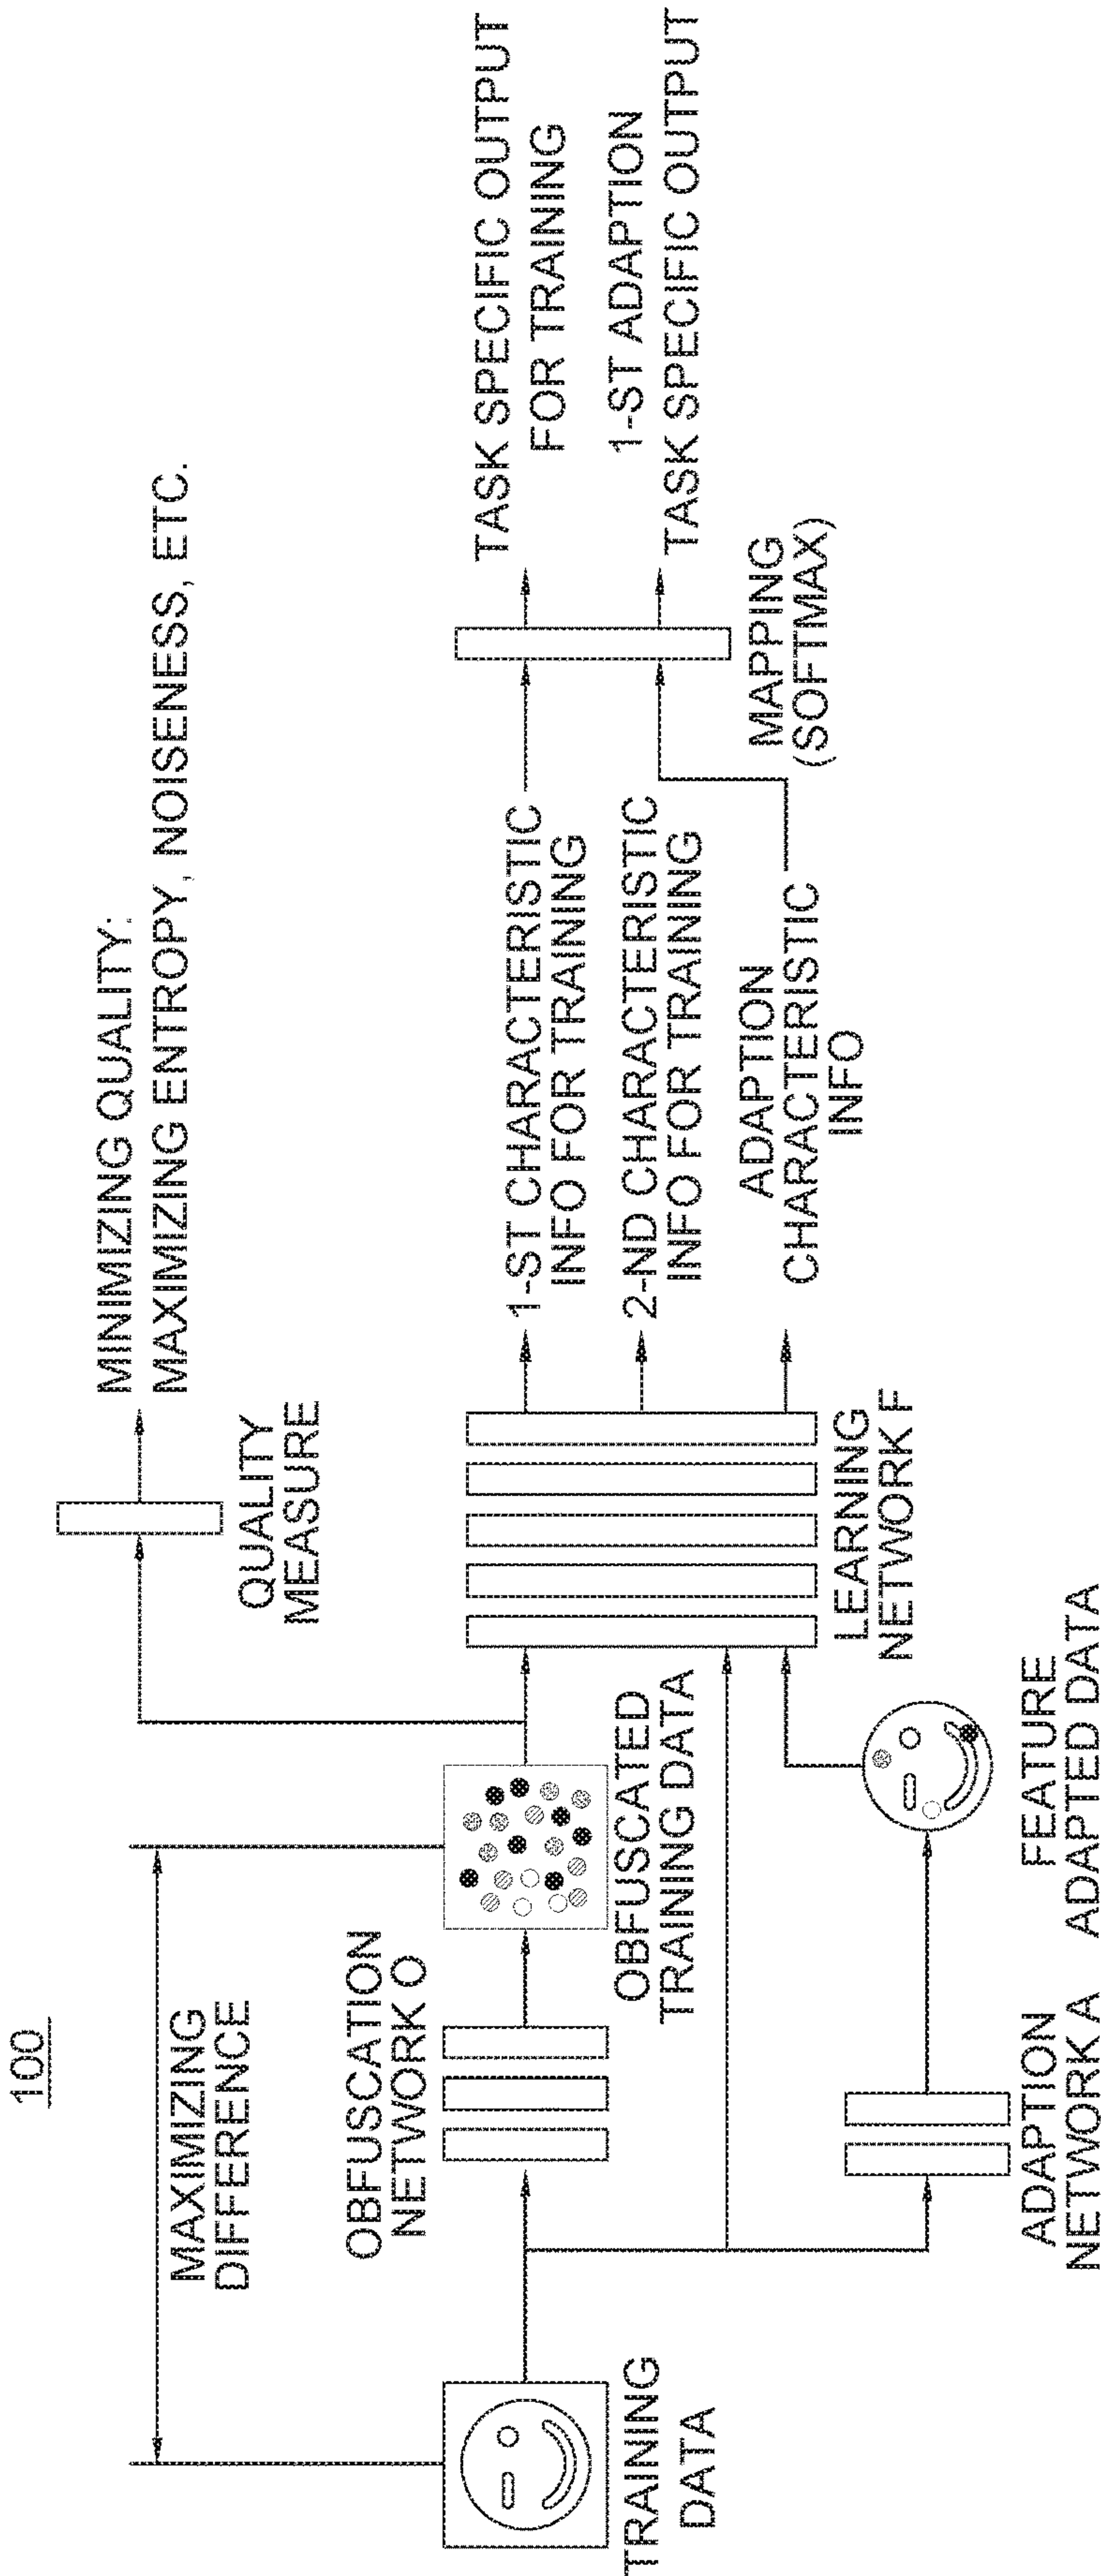 100
MINIMIZING QUALITY:
MAXIMIZING ENTROPY, NOISENESS, ETC.
MAXIMIZING
DIFFERENCE
QUALITY
MEASURE
OBFUSCATION
NETWORK O
TRAINING
DATA
OBFUSCATED
TRAINING DATA
1-ST CHARACTERISTIC
INFO FOR TRAINING
2-ND CHARACTERISTIC
INFO FOR TRAINING
ADAPTION
CHARACTERISTIC
INFO
TASK SPECIFIC OUTPUT
FOR TRAINING
1-ST ADAPTION
TASK SPECIFIC OUTPUT
MAPPING
(SOFTMAX)
LEARNING
NETWORK F
ADAPTION
NETWORK A
FEATURE
ADAPTED DATA